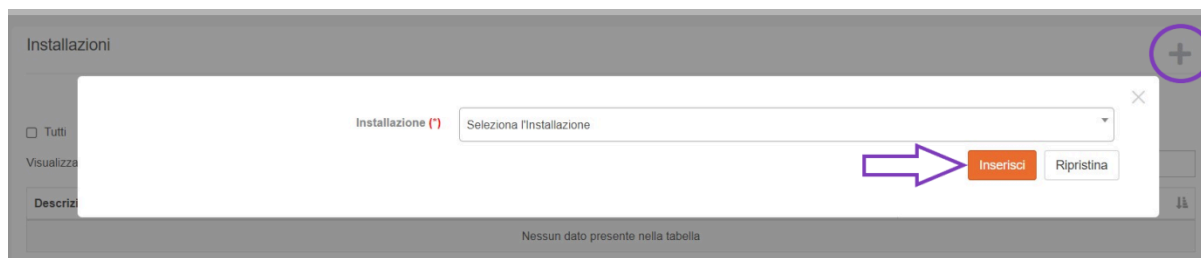 Installazioni
Installazione (*) Seleziona l'Installazione
Tutti
Visualizza
Inserisci Ripristina
Descrizi
Nessun dato presente nella tabella